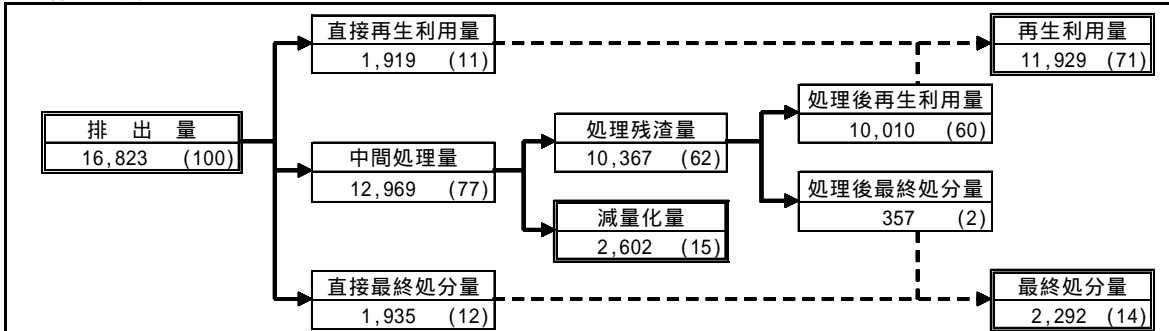 直接再生利用量
1,919 (11)
再生利用量
11,929 (71)
処理後再生利用量
10,010 (60)
排 出 量
16,823 (100)
処理残渣量
10,367 (62)
中間処理量
12,969 (77)
処理後最終処分量
357 (2)
減量化量
2,602 (15)
直接最終処分量
1,935 (12)
最終処分量
2,292 (14)